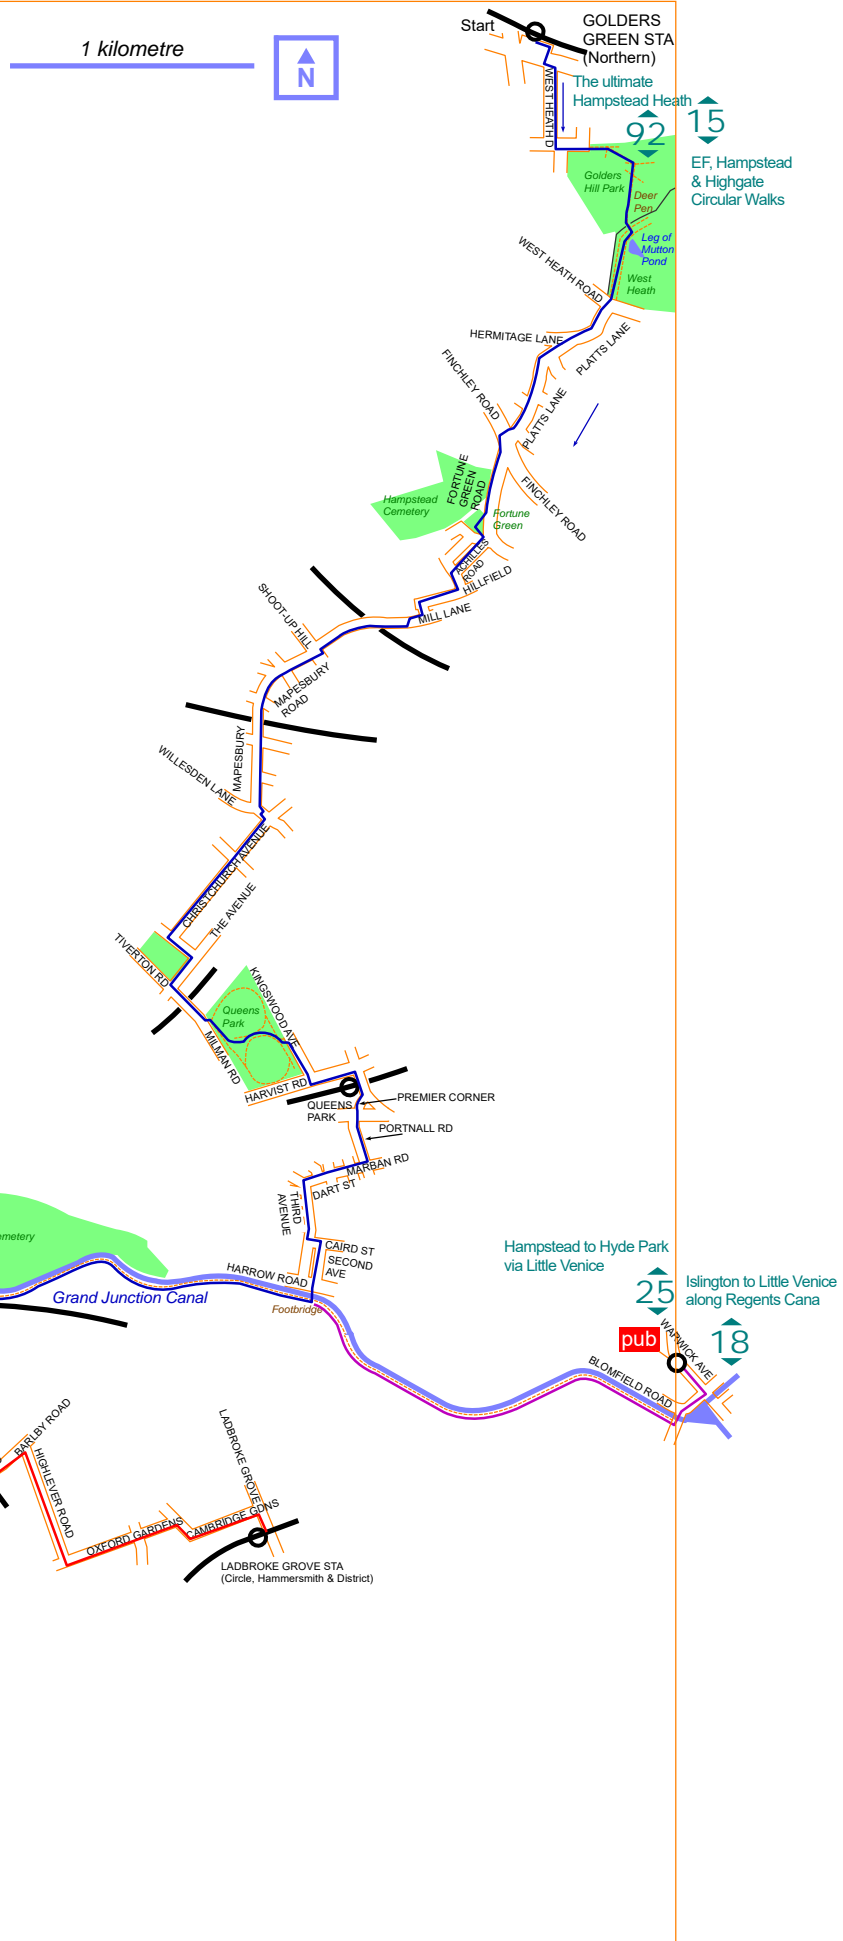 1 kilometre
N
Start
GOLDERS
GREEN STA
(Northern)
WEST HEATH D
The ultimate
Hampstead Heath
92
15
EF, Hampstead
& Highgate
Circular Walks
Golders
Hill Park
Deer
Pen
Leg of
Mutton
Pond
West
Heath
WEST HEATH ROAD
HERMITAGE LANE
PLATTS LANE
FINCHLEY ROAD
PLATTS LANE
FORTUNE
GREEN
ROAD
Hampstead
Cemetery
Fortune
Green
FINCHLEY ROAD
ACHILLES
ROAD
HILLFIELD
MILL LANE
SHOOT-UP HILL
MAPESBURY
ROAD
MAPESBURY
WILLESDEN LANE
CHRISTCHURCH AVENUE
THE AVENUE
TIVERTON RD
KINGSWOOD AVE
Queens
Park
MILMAN RD
HARVIST RD
QUEENS
PARK
PREMIER CORNER
PORTNALL RD
MARBAN RD
DART ST
THIRD
AVENUE
CAIRD ST
SECOND
AVE
HARROW ROAD
emetery
Grand Junction Canal
Footbridge
Hampstead to Hyde Park
via Little Venice
25
Islington to Little Venice
along Regents Cana
18
pub
WARWICK AVE
BLOMFIELD ROAD
BARLBY ROAD
HIGHLEVER ROAD
OXFORD GARDENS
CAMBRIDGE GDNS
LADBROKE GROVE
LADBROKE GROVE STA
(Circle, Hammersmith & District)